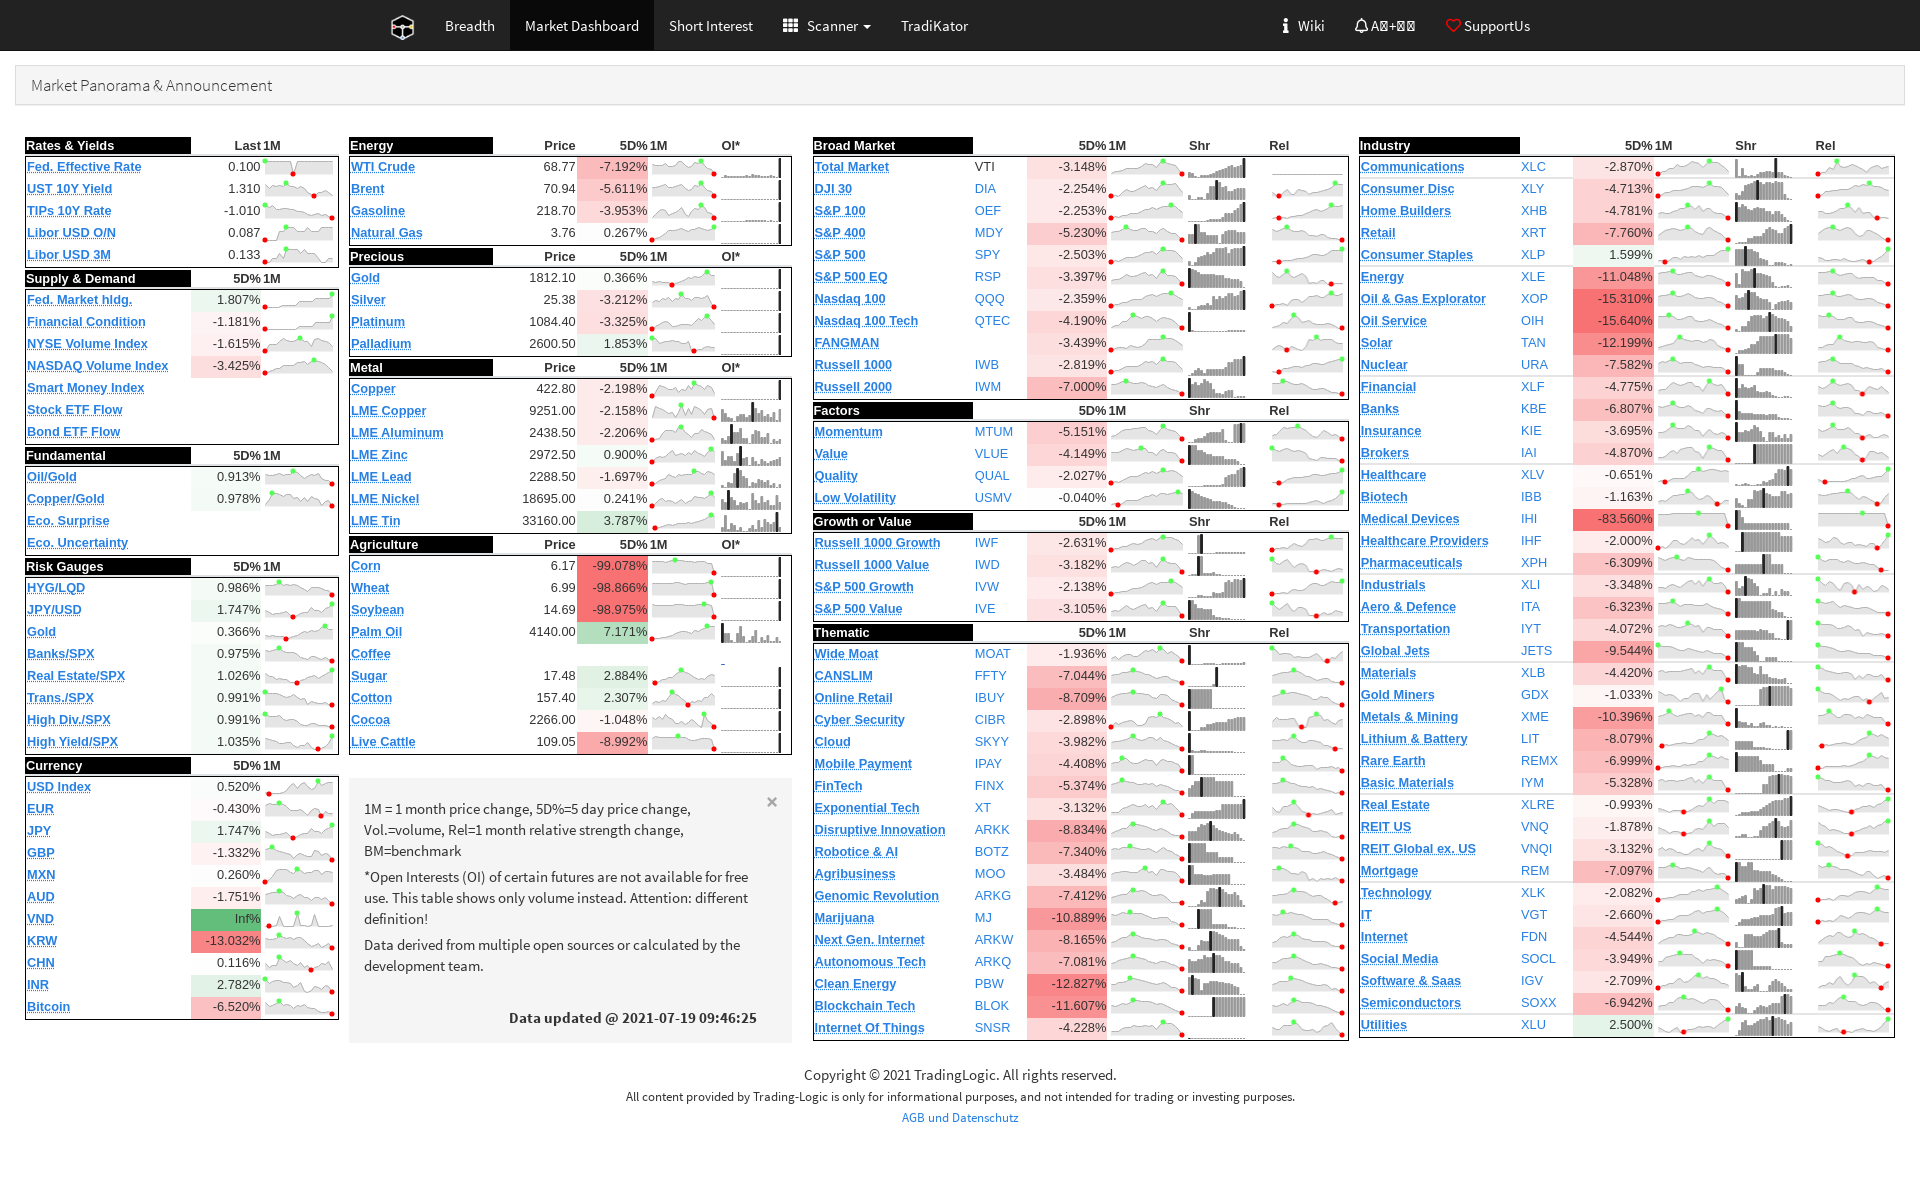 Breadth Market Dashboard Short Interest Scanner TradiKator Wiki SupportUs
Market Panorama & Announcement
Rates & Yields Last 1M
Fed. Effective Rate 0.100
UST 10Y Yield 1.310
TIPs 10Y Rate -1.010
Libor USD O/N 0.087
Libor USD 3M 0.133
Supply & Demand 5D% 1M
Fed. Market hldg. 1.807%
Financial Condition -1.181%
NYSE Volume Index -1.615%
NASDAQ Volume Index -3.425%
Smart Money Index
Stock ETF Flow
Bond ETF Flow
Fundamental 5D% 1M
Oil/Gold 0.913%
Copper/Gold 0.978%
Eco. Surprise
Eco. Uncertainty
Risk Gauges 5D% 1M
HYG/LQD 0.986%
JPY/USD 1.747%
Gold 0.366%
Banks/SPX 0.975%
Real Estate/SPX 1.026%
Trans./SPX 0.991%
High Div./SPX 0.991%
High Yield/SPX 1.035%
Currency 5D% 1M
USD Index 0.520%
EUR -0.430%
JPY 1.747%
GBP -1.332%
MXN 0.260%
AUD -1.751%
VND Inf%
KRW -13.032%
CHN 0.116%
INR 2.782%
Bitcoin -6.520%
Energy Price 5D% 1M OI*
WTI Crude 68.77 -7.192%
Brent 70.94 -5.611%
Gasoline 218.70 -3.953%
Natural Gas 3.76 0.267%
Precious Price 5D% 1M OI*
Gold 1812.10 0.366%
Silver 25.38 -3.212%
Platinum 1084.40 -3.325%
Palladium 2600.50 1.853%
Metal Price 5D% 1M OI*
Copper 422.80 -2.198%
LME Copper 9251.00 -2.158%
LME Aluminum 2438.50 -2.206%
LME Zinc 2972.50 0.900%
LME Lead 2288.50 -1.697%
LME Nickel 18695.00 0.241%
LME Tin 33160.00 3.787%
Agriculture Price 5D% 1M OI*
Corn 6.17 -99.078%
Wheat 6.99 -98.866%
Soybean 14.69 -98.975%
Palm Oil 4140.00 7.171%
Coffee
Sugar 17.48 2.884%
Cotton 157.40 2.307%
Cocoa 2266.00 -1.048%
Live Cattle 109.05 -8.992%
×
1M = 1 month price change, 5D%=5 day price change,
Vol.=volume, Rel=1 month relative strength change,
BM=benchmark
*Open Interests (OI) of certain futures are not available for free
use. This table shows only volume instead. Attention: different
definition!
Data derived from multiple open sources or calculated by the
development team.
Data updated @ 2021-07-19 09:46:25
Broad Market 5D% 1M Shr Rel
Total Market VTI -3.148%
DJI 30 DIA -2.254%
S&P 100 OEF -2.253%
S&P 400 MDY -5.230%
S&P 500 SPY -2.503%
S&P 500 EQ RSP -3.397%
Nasdaq 100 QQQ -2.359%
Nasdaq 100 Tech QTEC -4.190%
FANGMAN -3.439%
Russell 1000 IWB -2.819%
Russell 2000 IWM -7.000%
Factors 5D% 1M Shr Rel
Momentum MTUM -5.151%
Value VLUE -4.149%
Quality QUAL -2.027%
Low Volatility USMV -0.040%
Growth or Value 5D% 1M Shr Rel
Russell 1000 Growth IWF -2.631%
Russell 1000 Value IWD -3.182%
S&P 500 Growth IVW -2.138%
S&P 500 Value IVE -3.105%
Thematic 5D% 1M Shr Rel
Wide Moat MOAT -1.936%
CANSLIM FFTY -7.044%
Online Retail IBUY -8.709%
Cyber Security CIBR -2.898%
Cloud SKYY -3.982%
Mobile Payment IPAY -4.408%
FinTech FINX -5.374%
Exponential Tech XT -3.132%
Disruptive Innovation ARKK -8.834%
Robotice & AI BOTZ -7.340%
Agribusiness MOO -3.484%
Genomic Revolution ARKG -7.412%
Marijuana MJ -10.889%
Next Gen. Internet ARKW -8.165%
Autonomous Tech ARKQ -7.081%
Clean Energy PBW -12.827%
Blockchain Tech BLOK -11.607%
Internet Of Things SNSR -4.228%
Industry 5D% 1M Shr Rel
Communications XLC -2.870%
Consumer Disc XLY -4.713%
Home Builders XHB -4.781%
Retail XRT -7.760%
Consumer Staples XLP 1.599%
Energy XLE -11.048%
Oil & Gas Explorator XOP -15.310%
Oil Service OIH -15.640%
Solar TAN -12.199%
Nuclear URA -7.582%
Financial XLF -4.775%
Banks KBE -6.807%
Insurance KIE -3.695%
Brokers IAI -4.870%
Healthcare XLV -0.651%
Biotech IBB -1.163%
Medical Devices IHI -83.560%
Healthcare Providers IHF -2.000%
Pharmaceuticals XPH -6.309%
Industrials XLI -3.348%
Aero & Defence ITA -6.323%
Transportation IYT -4.072%
Global Jets JETS -9.544%
Materials XLB -4.420%
Gold Miners GDX -1.033%
Metals & Mining XME -10.396%
Lithium & Battery LIT -8.079%
Rare Earth REMX -6.999%
Basic Materials IYM -5.328%
Real Estate XLRE -0.993%
REIT US VNQ -1.878%
REIT Global ex. US VNQI -3.132%
Mortgage REM -7.097%
Technology XLK -2.082%
IT VGT -2.660%
Internet FDN -4.544%
Social Media SOCL -3.949%
Software & Saas IGV -2.709%
Semiconductors SOXX -6.942%
Utilities XLU 2.500%
Copyright © 2021 TradingLogic. All rights reserved.
All content provided by Trading-Logic is only for informational purposes, and not intended for trading or investing purposes.
AGB und Datenschutz